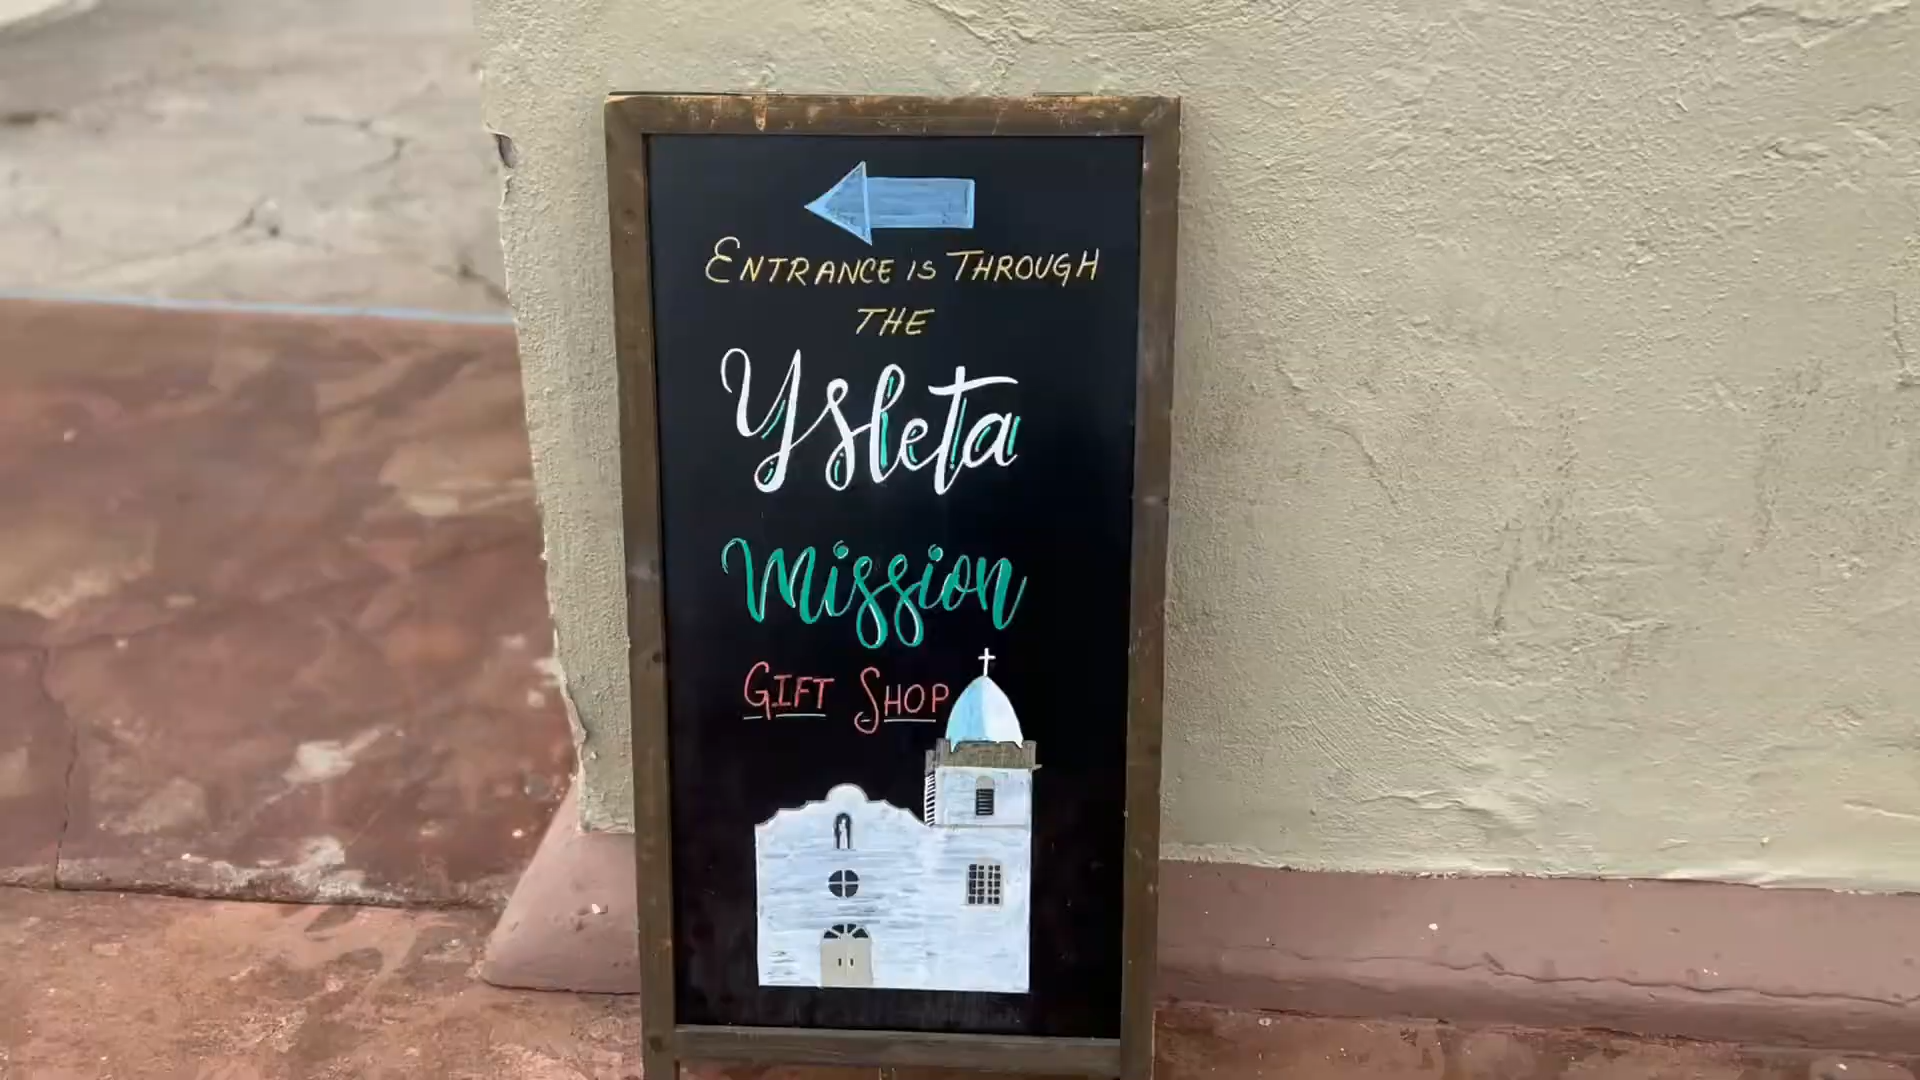 ENTRANCE IS THROUGH
THE
Ysleta
Mission
GIFT SHOP